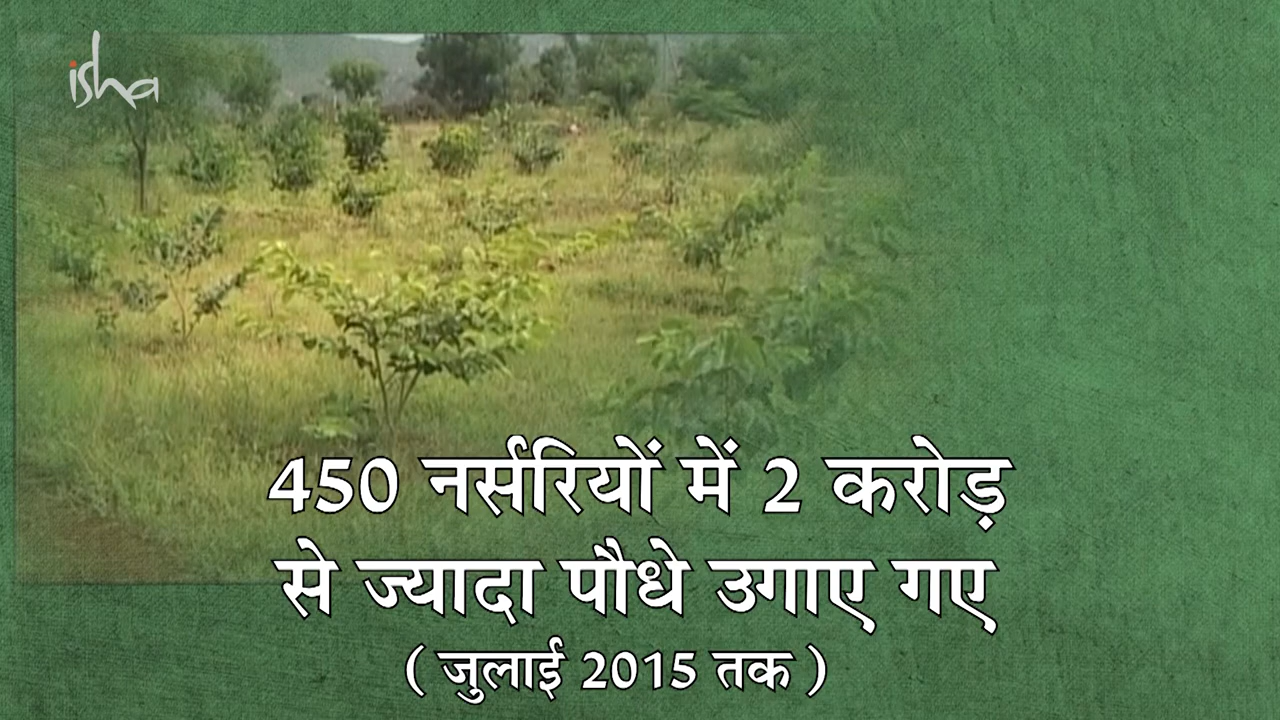 isha
450 नर्सरियों में 2 करोड़
से ज्यादा पौधे उगाए गए
( जुलाई 2015 तक )